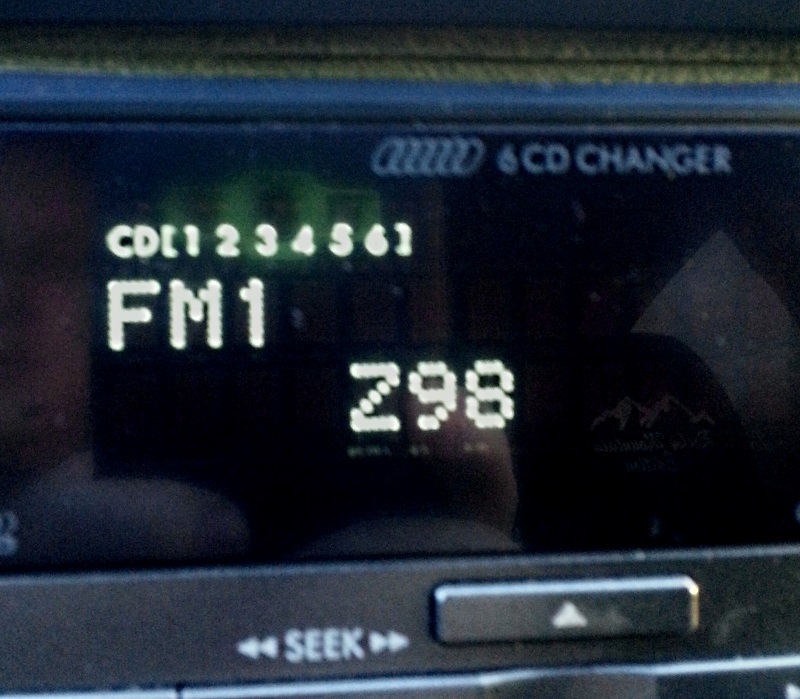 6 CD CHANGER
CD[1 2 3 4 5 6]
FM1
Z98
SEEK